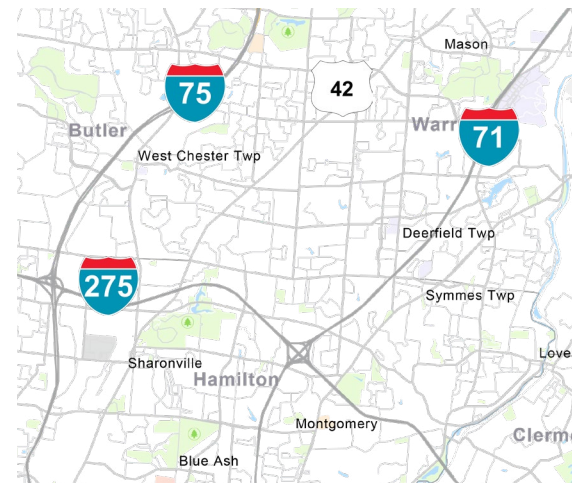 Mason
75
42
Butler
Warr
71
West Chester Twp
Deerfield Twp
275
Symmes Twp
Love
Sharonville
Hamilton
Montgomery
Clerm
Blue Ash